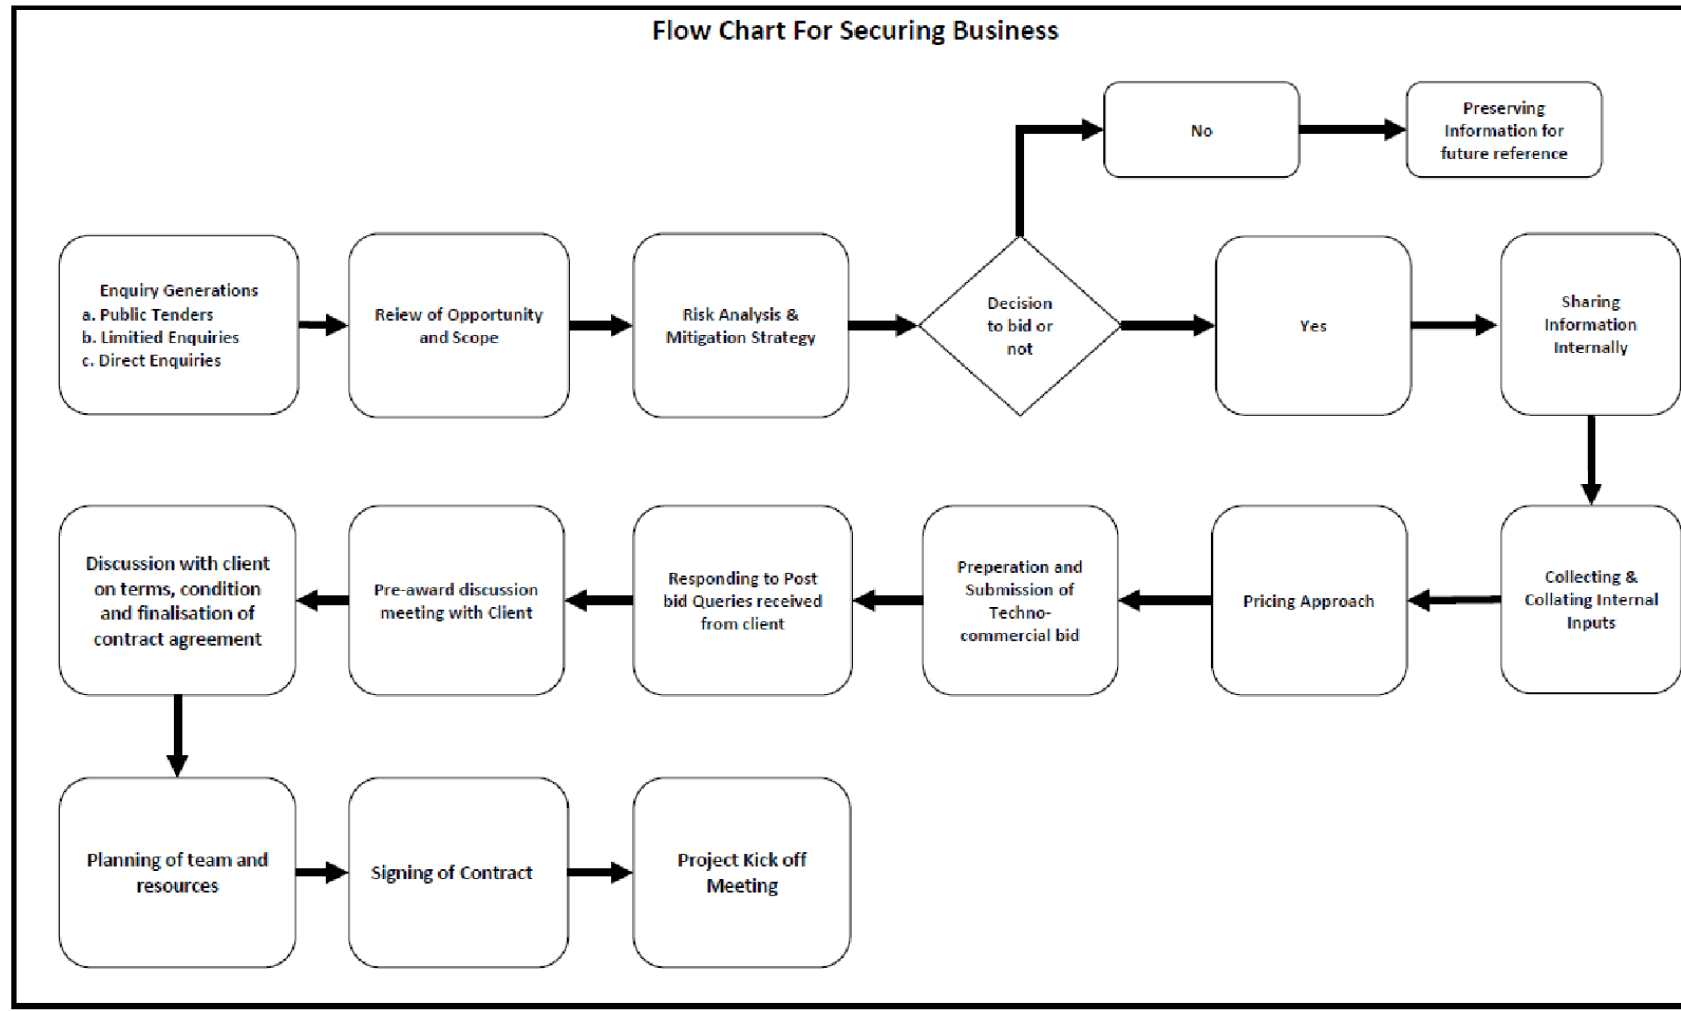 Flow Chart For Securing Business
No
Preserving
Information for
future reference
Enquiry Generations
a. Public Tenders
b. Limitied Enquiries
c. Direct Enquiries
Reiew of Opportunity
and Scope
Risk Analysis &
Mitigation Strategy
Decision
to bid or
not
Yes
Sharing
Information
Internally
Collecting &
Collating Internal
Inputs
Pricing Approach
Preperation and
Submission of
Techno-
commercial bid
Responding to Post
bid Queries received
from client
Pre-award discussion
meeting with Client
Discussion with client
on terms, condition
and finalisation of
contract agreement
Planning of team and
resources
Signing of Contract
Project Kick off
Meeting